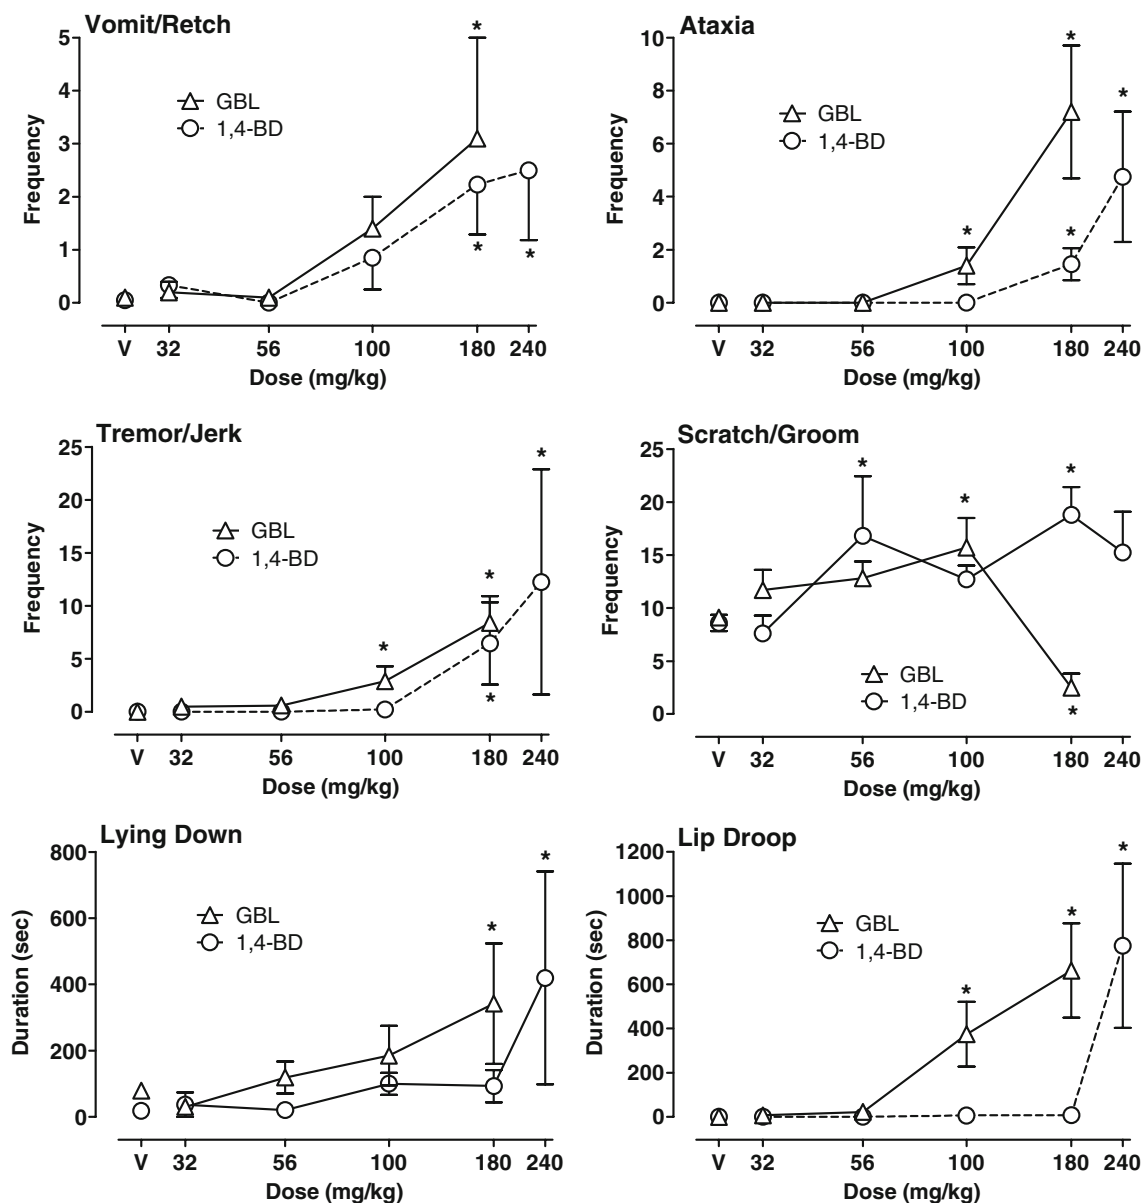 Vomit/Retch
5
4
3
2
1
0
Frequency
GBL
1,4-BD
*
*
*
V 32 56 100 180 240
Dose (mg/kg)
Ataxia
10
8
6
4
2
0
Frequency
GBL
1,4-BD
*
*
*
*
V 32 56 100 180 240
Dose (mg/kg)
Tremor/Jerk
25
20
15
10
5
0
Frequency
GBL
1,4-BD
*
*
*
*
V 32 56 100 180 240
Dose (mg/kg)
Scratch/Groom
25
20
15
10
5
0
Frequency
GBL
1,4-BD
*
*
*
*
V 32 56 100 180 240
Dose (mg/kg)
Lying Down
800
600
400
200
0
Duration (sec)
GBL
1,4-BD
*
*
V 32 56 100 180 240
Dose (mg/kg)
Lip Droop
1200
1000
800
600
400
200
0
Duration (sec)
GBL
1,4-BD
*
*
*
V 32 56 100 180 240
Dose (mg/kg)